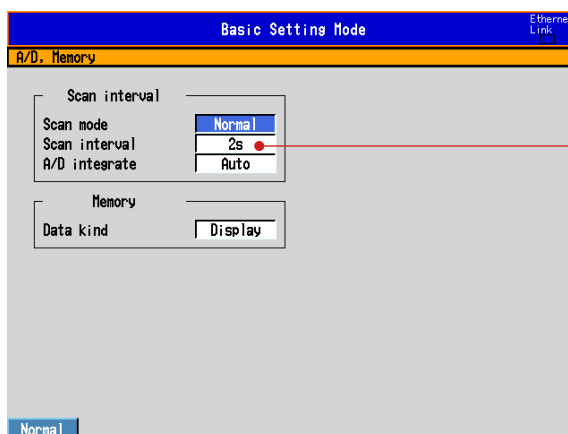 Basic Setting Mode
Etherne
Link
A/D, Memory
Scan interval
Scan mode Normal
Scan interval 2s
A/D integrate Auto
Memory
Data kind Display
Normal